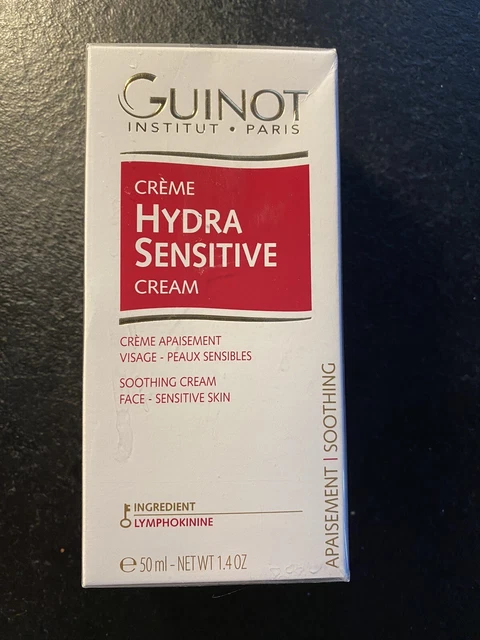 GUINOT
INSTITUT • PARIS
CRÈME
HYDRA
SENSITIVE
CREAM
CRÈME APAISEMENT
VISAGE - PEAUX SENSIBLES
SOOTHING CREAM
FACE - SENSITIVE SKIN
APAISEMENT | SOOTHING
INGREDIENT
LYMPHOKININE
℮ 50 ml - NET WT 1.4 OZ